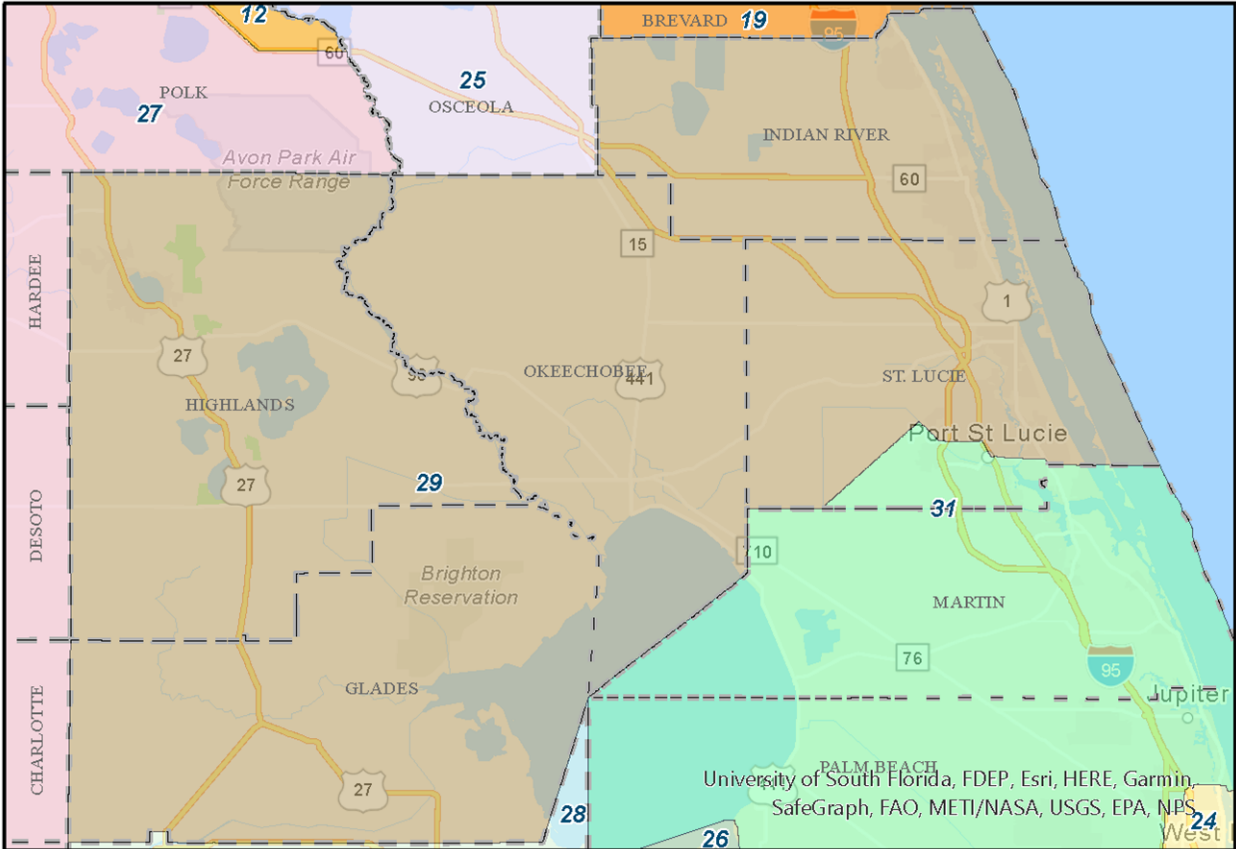 12
BREVARD 19
95
60
25
POLK
OSCEOLA
27
INDIAN RIVER
Avon Park Air
Force Range
60
15
HARDEE
1
27
98
OKEECHOBEE
441
ST. LUCIE
HIGHLANDS
Port St Lucie
27
29
31
DESOTO
710
Brighton
Reservation
MARTIN
76
95
GLADES
Jupiter
CHARLOTTE
PALM BEACH
University of South Florida, FDEP, Esri, HERE, Garmin,
27
SafeGraph, FAO, METI/NASA, USGS, EPA, NPS
28
24
26
West